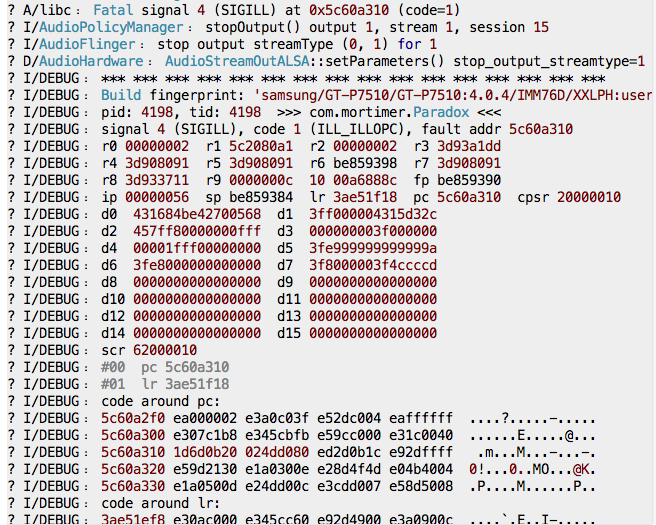 ? A/libc : Fatal signal 4 (SIGILL) at 0x5c60a310 (code=1)
? I/AudioPolicyManager : stopOutput() output 1, stream 1, session 15
? I/AudioFlinger : stop output streamType (0, 1) for 1
? D/AudioHardware : AudioStreamOutALSA::setParameters() stop_output_streamtype=1
? I/DEBUG : *** *** *** *** *** *** *** *** *** *** *** *** *** *** *** ***
? I/DEBUG : Build fingerprint: 'samsung/GT-P7510/GT-P7510:4.0.4/IMM76D/XXLPH:user
? I/DEBUG : pid: 4198, tid: 4198 >>> com.mortimer.Paradox <<<
? I/DEBUG : signal 4 (SIGILL), code 1 (ILL_ILLOPC), fault addr 5c60a310
? I/DEBUG : r0 00000002 r1 5c2080a1 r2 00000002 r3 3d93a1dd
? I/DEBUG : r4 3d908091 r5 3d908091 r6 be859398 r7 3d908091
? I/DEBUG : r8 3d933711 r9 0000000c 10 00a6888c fp be859390
? I/DEBUG : ip 00000056 sp be859384 lr 3ae51f18 pc 5c60a310 cpsr 20000010
? I/DEBUG : d0 431684be42700568 d1 3ff000004315d32c
? I/DEBUG : d2 457ff80000000fff d3 000000003f000000
? I/DEBUG : d4 00001fff00000000 d5 3fe999999999999a
? I/DEBUG : d6 3fe8000000000000 d7 3f8000003f4ccccd
? I/DEBUG : d8 0000000000000000 d9 0000000000000000
? I/DEBUG : d10 0000000000000000 d11 0000000000000000
? I/DEBUG : d12 0000000000000000 d13 0000000000000000
? I/DEBUG : d14 0000000000000000 d15 0000000000000000
? I/DEBUG : scr 62000010
? I/DEBUG : #00 pc 5c60a310
? I/DEBUG : #01 lr 3ae51f18
? I/DEBUG : code around pc:
? I/DEBUG : 5c60a2f0 ea000002 e3a0c03f e52dc004 eaffffff ....?.....-.....
? I/DEBUG : 5c60a300 e307c1b8 e345cbfb e59cc000 e31c0040 ......E.....@...
? I/DEBUG : 5c60a310 1d6d0b20 024dd080 ed2d0b1c e92dffff .m...M...-...-.
? I/DEBUG : 5c60a320 e59d2130 e1a0300e e28d4f4d e04b4004 0!...0..MO...@K.
? I/DEBUG : 5c60a330 e1a0500d e24dd00c e3cdd007 e58d5008 .P....M......P..
? I/DEBUG : code around lr:
? I/DEBUG : 3ae51ef8 e30ac000 e345cc60 e92d4900 e3a0900c ....`.E..I-.....